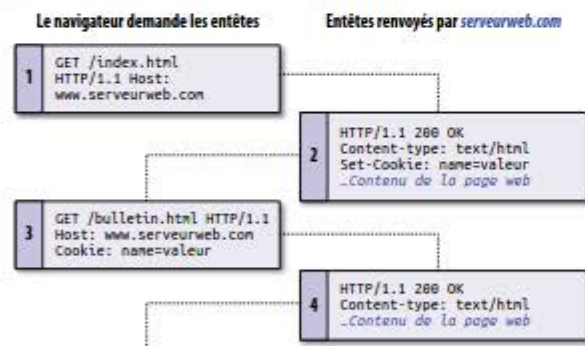 Le navigateur demande les entêtes
Entêtes renvoyés par serveurweb.com
1
GET /index.html
HTTP/1.1 Host:
www.serveurweb.com
2
HTTP/1.1 200 OK
Content-type: text/html
Set-Cookie: name=valeur
…Contenu de la page web
3
GET /bulletin.html HTTP/1.1
Host: www.serveurweb.com
Cookie: name=valeur
4
HTTP/1.1 200 OK
Content-type: text/html
…Contenu de la page web